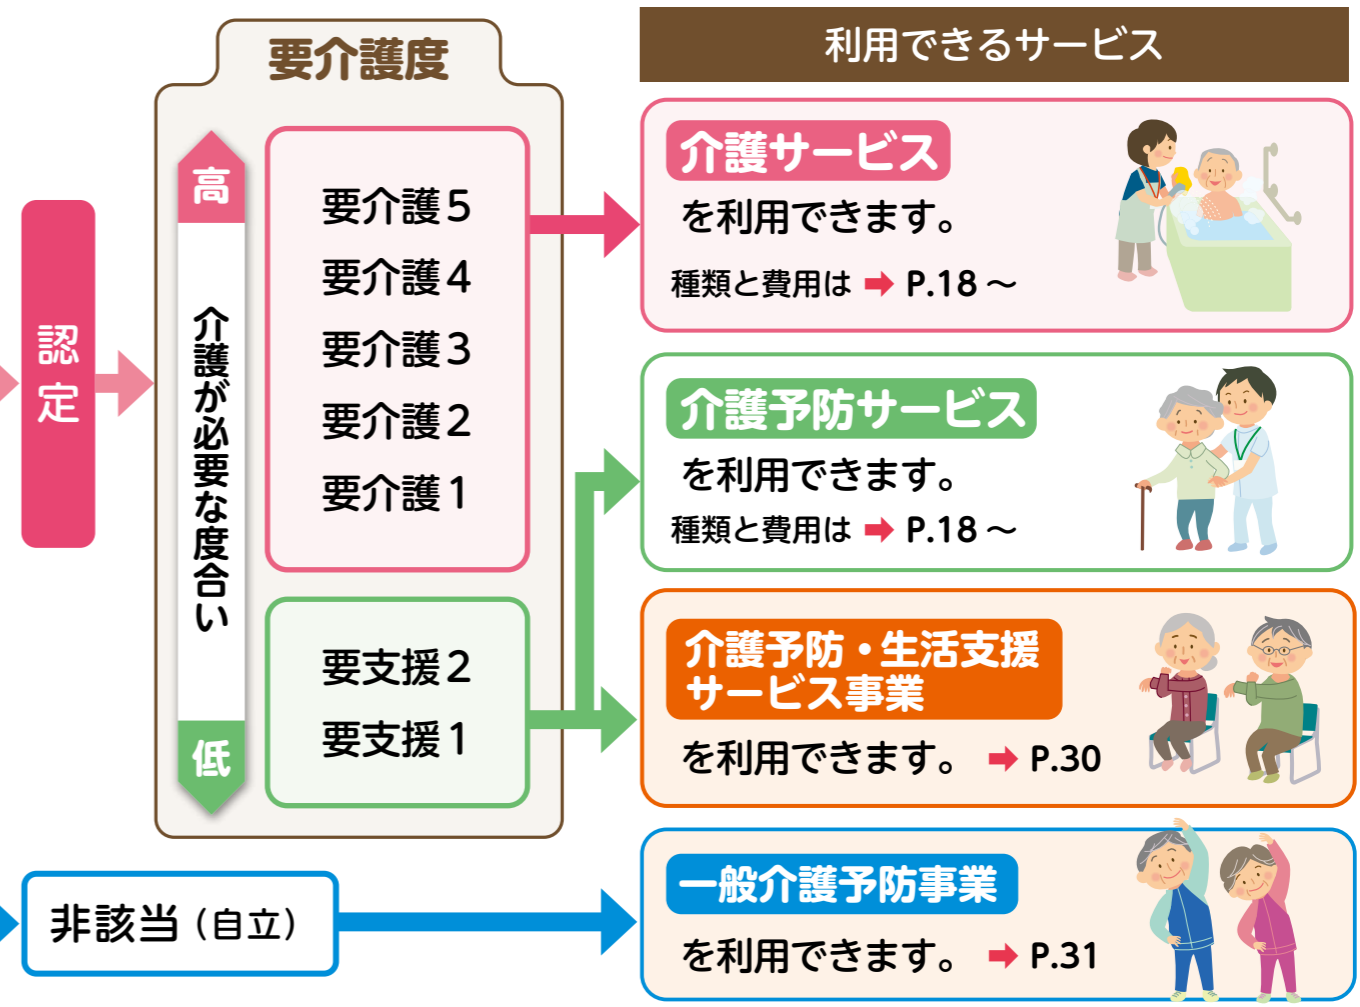 要介護度
利用できるサービス
認定
高
介護が必要な度合い
低
要介護5
要介護4
要介護3
要介護2
要介護1
要支援2
要支援1
非該当（自立）
介護サービス
を利用できます。
種類と費用は ➡ P.18～
介護予防サービス
を利用できます。
種類と費用は ➡ P.18～
介護予防・生活支援
サービス事業
を利用できます。 ➡ P.30
一般介護予防事業
を利用できます。 ➡ P.31